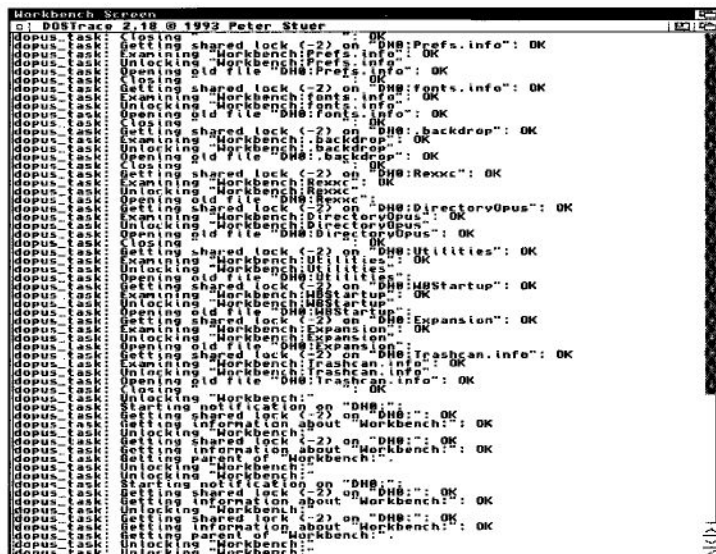 Workbench Screen
DOSTrace 2.18 © 1993 Peter Stuer
dopus_task: Closing "": OK
dopus_task: Getting shared lock (-2) on "DH0:Prefs.info": OK
dopus_task: Examining "Workbench:Prefs.info": OK
dopus_task: Unlocking "Workbench:Prefs.info"
dopus_task: Opening old file "DH0:Prefs.info": OK
dopus_task: Closing "": OK
dopus_task: Getting shared lock (-2) on "DH0:fonts.info": OK
dopus_task: Examining "Workbench:fonts.info": OK
dopus_task: Unlocking "Workbench:fonts.info"
dopus_task: Opening old file "DH0:fonts.info": OK
dopus_task: Closing "": OK
dopus_task: Getting shared lock (-2) on "DH0:.backdrop": OK
dopus_task: Examining "Workbench:.backdrop": OK
dopus_task: Unlocking "Workbench:.backdrop"
dopus_task: Opening old file "DH0:.backdrop": OK
dopus_task: Closing "": OK
dopus_task: Getting shared lock (-2) on "DH0:Rexxc": OK
dopus_task: Examining "Workbench:Rexxc": OK
dopus_task: Unlocking "Workbench:Rexxc"
dopus_task: Opening old file "DH0:Rexxc":
dopus_task: Getting shared lock (-2) on "DH0:DirectoryOpus": OK
dopus_task: Examining "Workbench:DirectoryOpus": OK
dopus_task: Unlocking "Workbench:DirectoryOpus"
dopus_task: Opening old file "DH0:DirectoryOpus": OK
dopus_task: Closing "": OK
dopus_task: Getting shared lock (-2) on "DH0:Utilities": OK
dopus_task: Examining "Workbench:Utilities": OK
dopus_task: Unlocking "Workbench:Utilities"
dopus_task: Opening old file "DH0:Utilities":
dopus_task: Getting shared lock (-2) on "DH0:WBStartup": OK
dopus_task: Examining "Workbench:WBStartup": OK
dopus_task: Unlocking "Workbench:WBStartup"
dopus_task: Opening old file "DH0:WBStartup":
dopus_task: Getting shared lock (-2) on "DH0:Expansion": OK
dopus_task: Examining "Workbench:Expansion": OK
dopus_task: Unlocking "Workbench:Expansion"
dopus_task: Opening old file "DH0:Expansion":
dopus_task: Getting shared lock (-2) on "DH0:Trashcan.info": OK
dopus_task: Examining "Workbench:Trashcan.info": OK
dopus_task: Unlocking "Workbench:Trashcan.info"
dopus_task: Opening old file "DH0:Trashcan.info": OK
dopus_task: Closing "": OK
dopus_task: Unlocking "Workbench:"
dopus_task: Starting notification on "DH0:":
dopus_task: Getting shared lock (-2) on "DH0:": OK
dopus_task: Getting information about "Workbench:": OK
dopus_task: Unlocking "Workbench:"
dopus_task: Getting shared lock (-2) on "DH0:": OK
dopus_task: Getting information about "Workbench:": OK
dopus_task: Getting parent of "Workbench:".
dopus_task: Unlocking "Workbench:"
dopus_task: Unlocking "Workbench:"
dopus_task: Starting notification on "DH0:":
dopus_task: Getting shared lock (-2) on "DH0:": OK
dopus_task: Getting information about "Workbench:": OK
dopus_task: Unlocking "Workbench:"
dopus_task: Getting shared lock (-2) on "DH0:": OK
dopus_task: Getting information about "Workbench:": OK
dopus_task: Getting parent of "Workbench:".
dopus_task: Unlocking "Workbench:"
dopus_task: Unlocking "Workbench:"